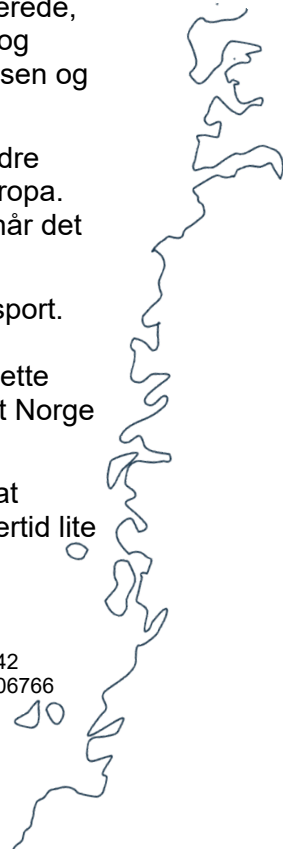 erede,
og
sen og
dre
ropa.
når det
sport.
ette
t Norge
at
ertid lite
42
06766